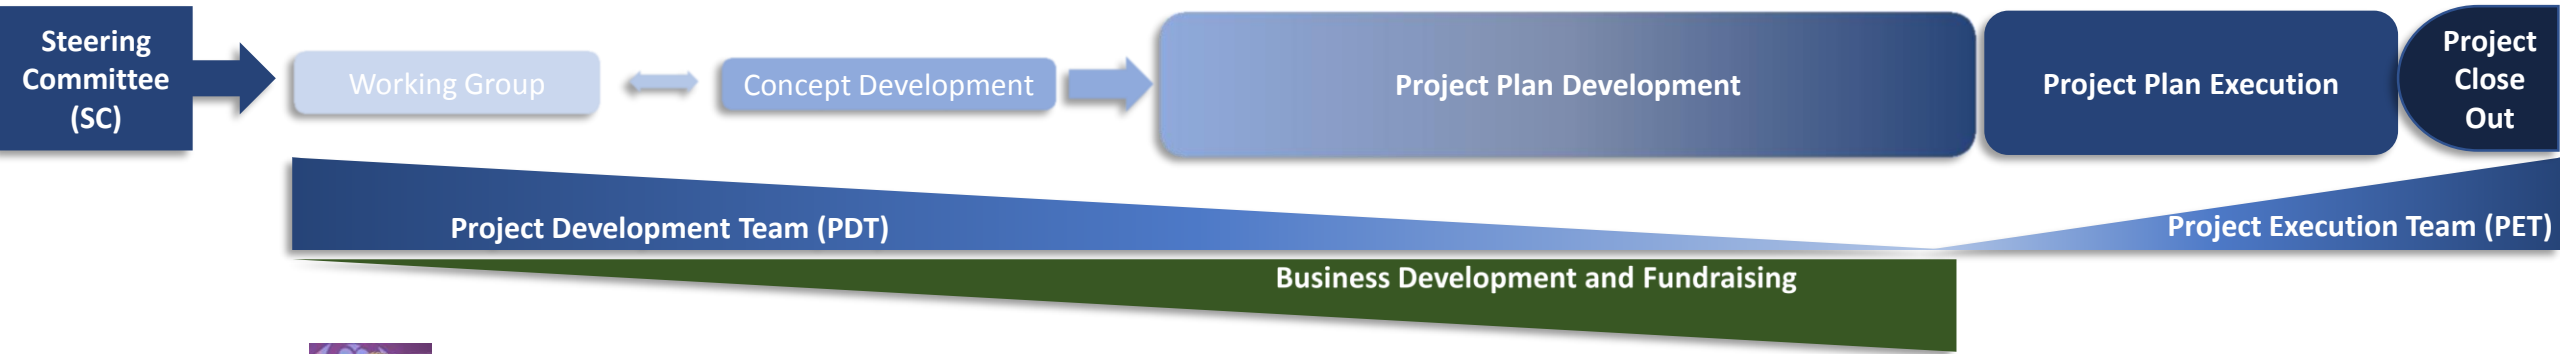 Steering
Committee
(SC)
Working Group
Concept Development
Project Plan Development
Project Plan Execution
Project
Close
Out
Project Development Team (PDT)
Project Execution Team (PET)
Business Development and Fundraising